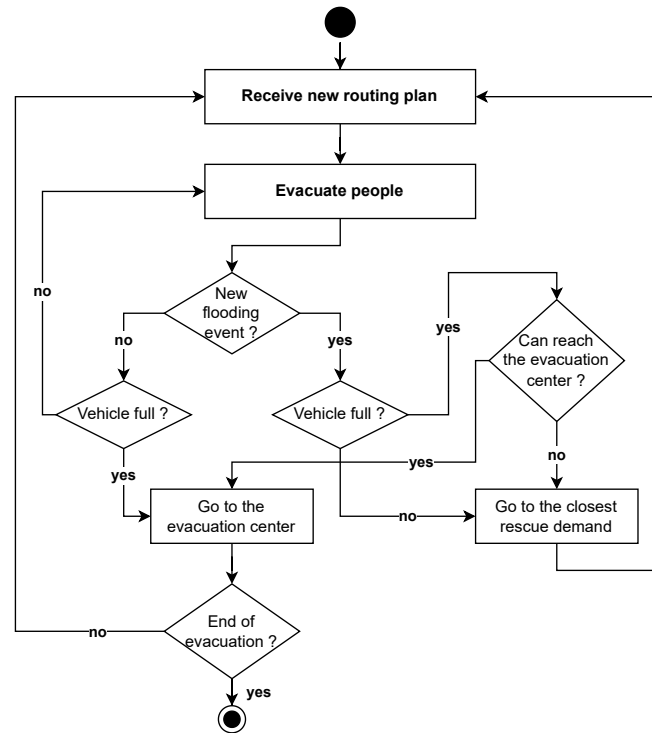 Receive new routing plan
Evacuate people
no
New
flooding
event ?
yes
Can reach
the evacuation
center ?
no
yes
Vehicle full ?
Vehicle full ?
yes
yes
no
Go to the
evacuation center
no
Go to the closest
rescue demand
End of
evacuation ?
no
yes